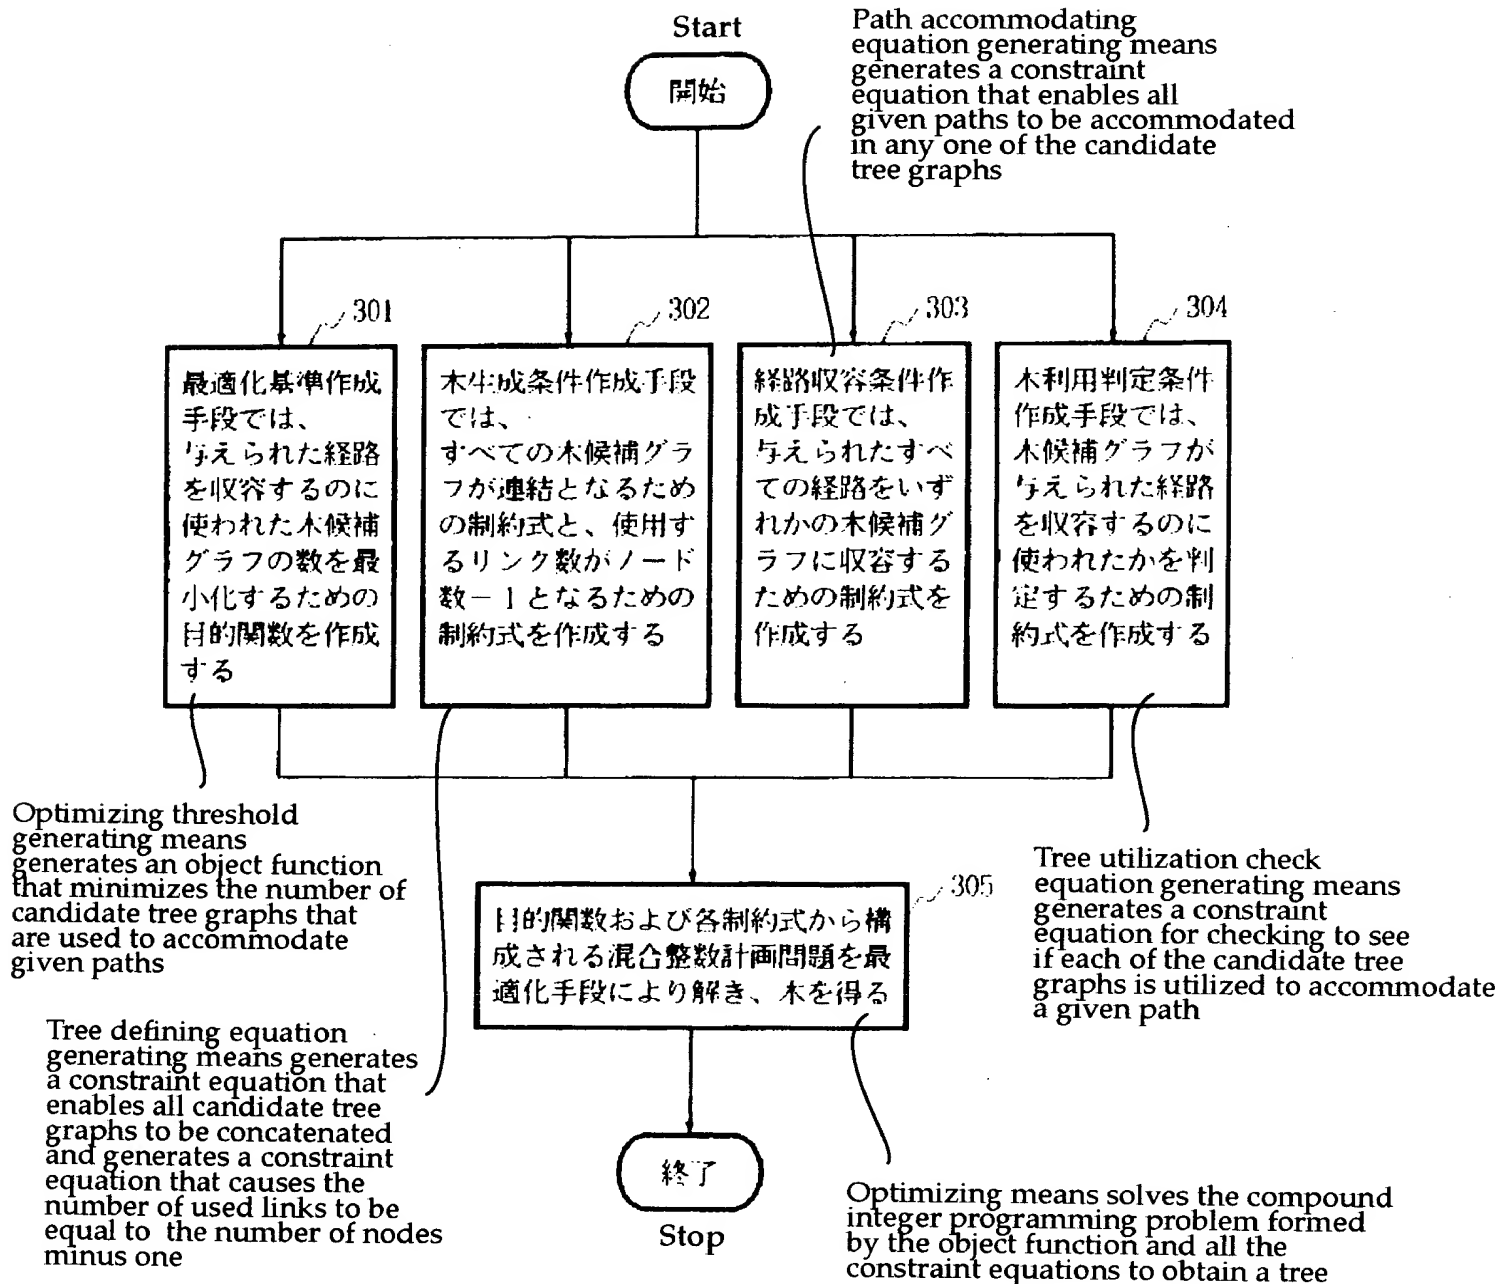 Start
開始
Path accommodating
equation generating means
generates a constraint
equation that enables all
given paths to be accommodated
in any one of the candidate
tree graphs
301
最適化基準作成
手段では、
与えられた経路
を収容するのに
使われた木候補
グラフの数を最
小化するための
目的関数を作成
する
302
木生成条件作成手段
では、
すべての木候補グラ
フが連結となるため
の制約式と、使用す
るリンク数がノード
数－１となるための
制約式を作成する
303
経路収容条件作
成手段では、
与えられたすべ
ての経路をいず
れかの木候補グ
ラフに収容する
ための制約式を
作成する
304
木利用判定条件
作成手段では、
木候補グラフが
与えられた経路
を収容するのに
使われたかを判
定するための制
約式を作成する
Optimizing threshold
generating means
generates an object function
that minimizes the number of
candidate tree graphs that
are used to accommodate
given paths
Tree defining equation
generating means generates
a constraint equation that
enables all candidate tree
graphs to be concatenated
and generates a constraint
equation that causes the
number of used links to be
equal to the number of nodes
minus one
305
目的関数および各制約式から構
成される混合整数計画問題を最
適化手段により解き、木を得る
Tree utilization check
equation generating means
generates a constraint
equation for checking to see
if each of the candidate tree
graphs is utilized to accommodate
a given path
終了
Stop
Optimizing means solves the compound
integer programming problem formed
by the object function and all the
constraint equations to obtain a tree